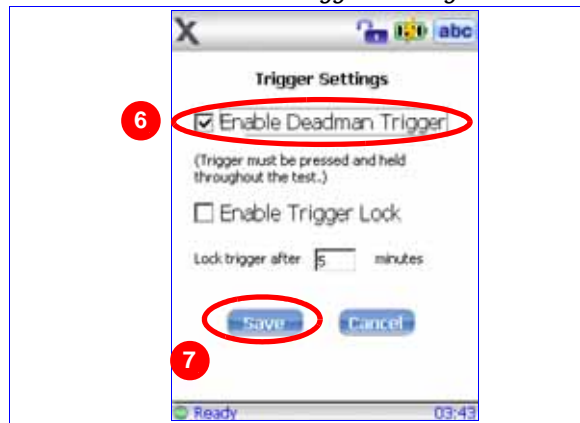 abc
Trigger Settings
6
Enable Deadman Trigger
(Trigger must be pressed and held
throughout the test.)
Enable Trigger Lock
Lock trigger after 5 minutes
Save Cancel
7
Ready 03:43